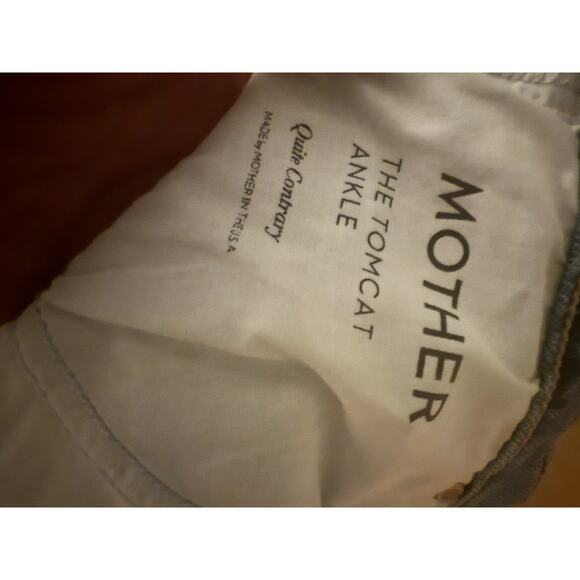 MOTHER
THE TOMCAT
ANKLE
Quite Contrary
MADE by MOTHER IN THE U.S.A